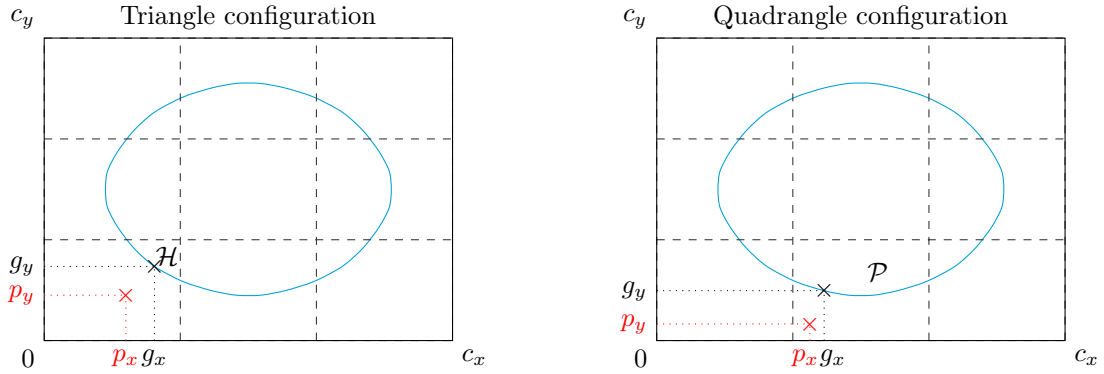 Triangle configuration
c_y
ℋ
g_y
p_y
0
p_x g_x
c_x
Quadrangle configuration
c_y
𝒫
g_y
p_y
0
p_x g_x
c_x